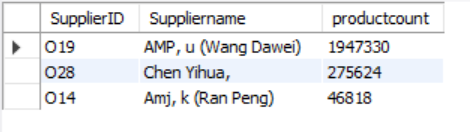 SupplierID Suppliername productcount
O19 AMP, u (Wang Dawei) 1947330
O28 Chen Yihua, 275624
O14 Amj, k (Ran Peng) 46818